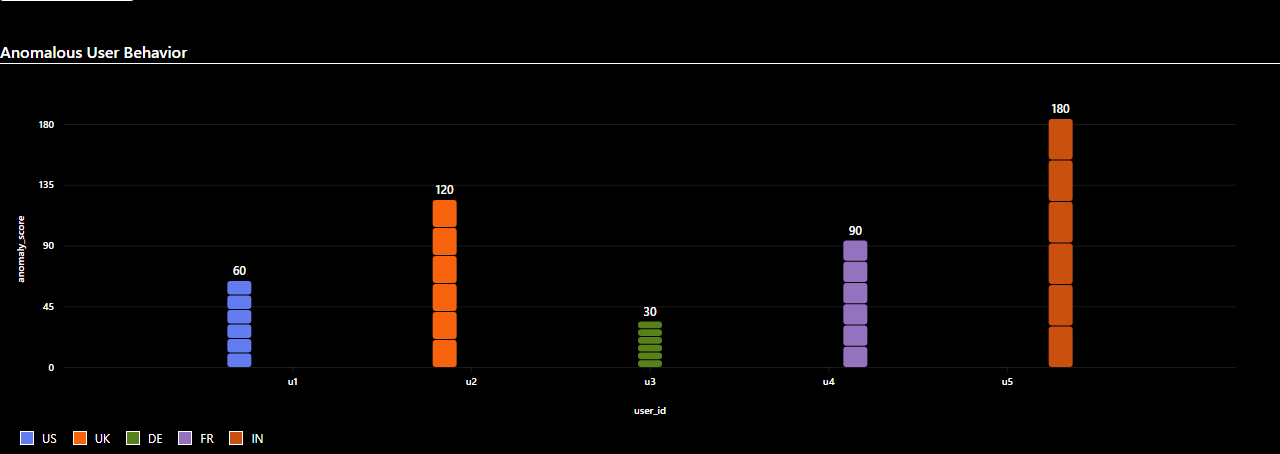 Anomalous User Behavior
180
180
135
120
90
90
60
45
30
0
anomaly_score
u1 u2 u3 u4 u5
user_id
US UK DE FR IN